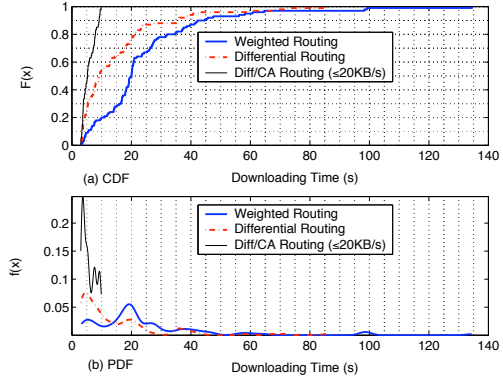 1
0.8
0.6
0.4
0.2
0
F(x)
Weighted Routing
Differential Routing
Diff/CA Routing (≤20KB/s)
0 20 40 60 80 100 120 140
(a) CDF Downloading Time (s)
0.2
0.15
0.1
0.05
f(x)
Weighted Routing
Differential Routing
Diff/CA Routing (≤20KB/s)
0 20 40 60 80 100 120 140
(b) PDF Downloading Time (s)